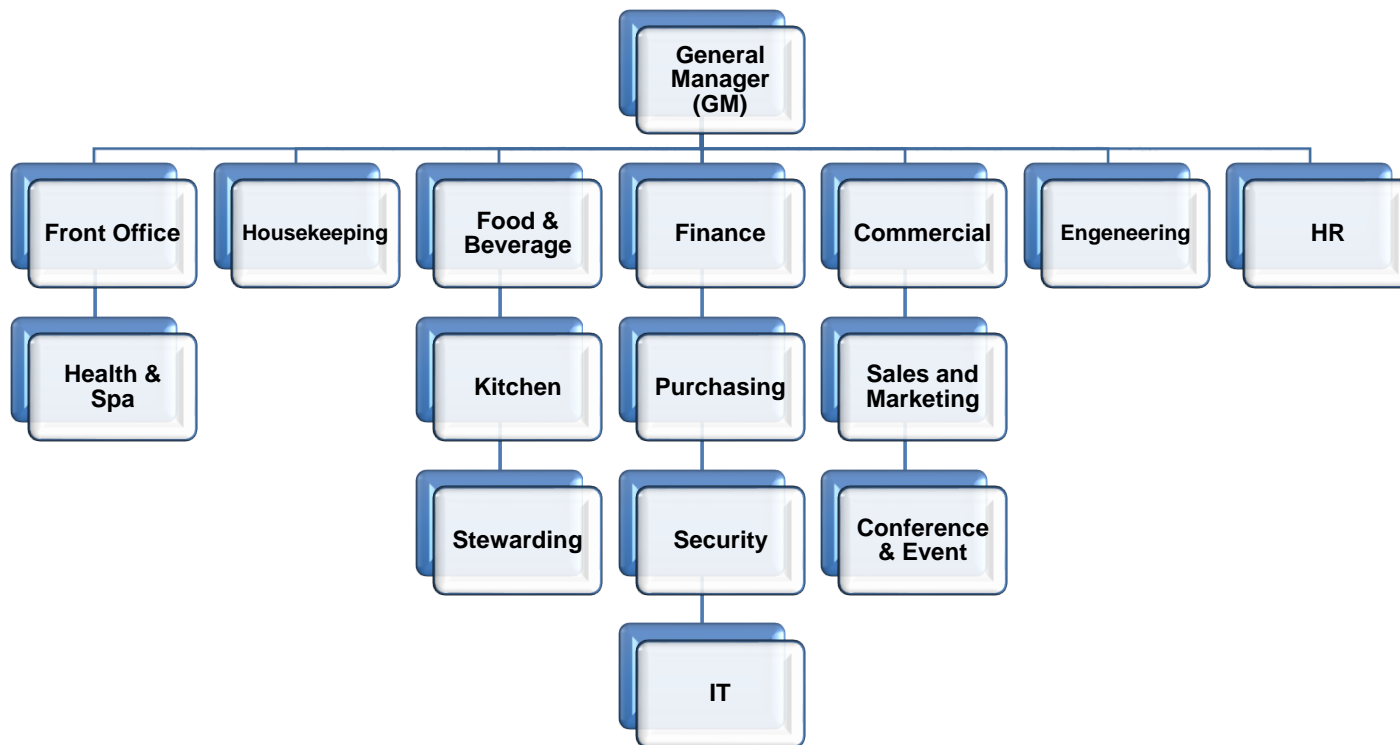 General
Manager
(GM)
Front Office
Housekeeping
Food &
Beverage
Finance
Commercial
Engeneering
HR
Health &
Spa
Kitchen
Purchasing
Sales and
Marketing
Stewarding
Security
Conference
& Event
IT